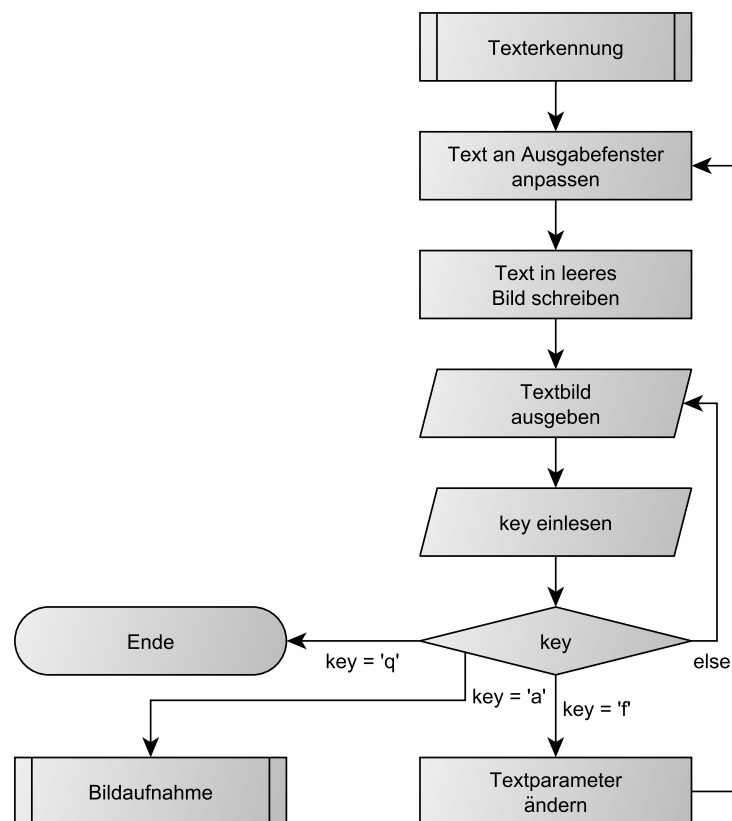 Texterkennung
Text an Ausgabefenster
anpassen
Text in leeres
Bild schreiben
Textbild
ausgeben
key einlesen
Ende
key
key = 'q'
else
key = 'a'
key = 'f'
Bildaufnahme
Textparameter
ändern